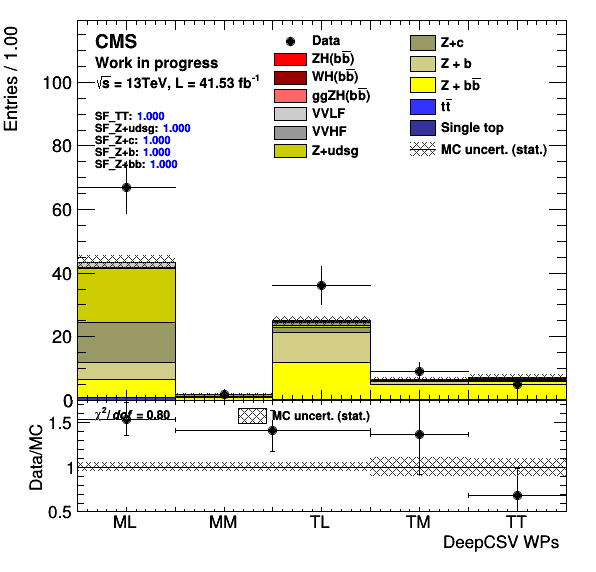 Entries / 1.00
CMS
Work in progress
√s = 13TeV, L = 41.53 fb⁻¹
SF_TT: 1.000
SF_Z+udsg: 1.000
SF_Z+c: 1.000
SF_Z+b: 1.000
SF_Z+bb: 1.000
Data
ZH(bb̅)
WH(bb̅)
ggZH(bb̅)
VVLF
VVHF
Z+udsg
Z+c
Z + b
Z + bb̅
tt̅
Single top
MC uncert. (stat.)
100
80
60
40
20
0
χ²/ dof = 0.80
MC uncert. (stat.)
Data/MC
1.5
1
0.5
ML MM TL TM TT
DeepCSV WPs